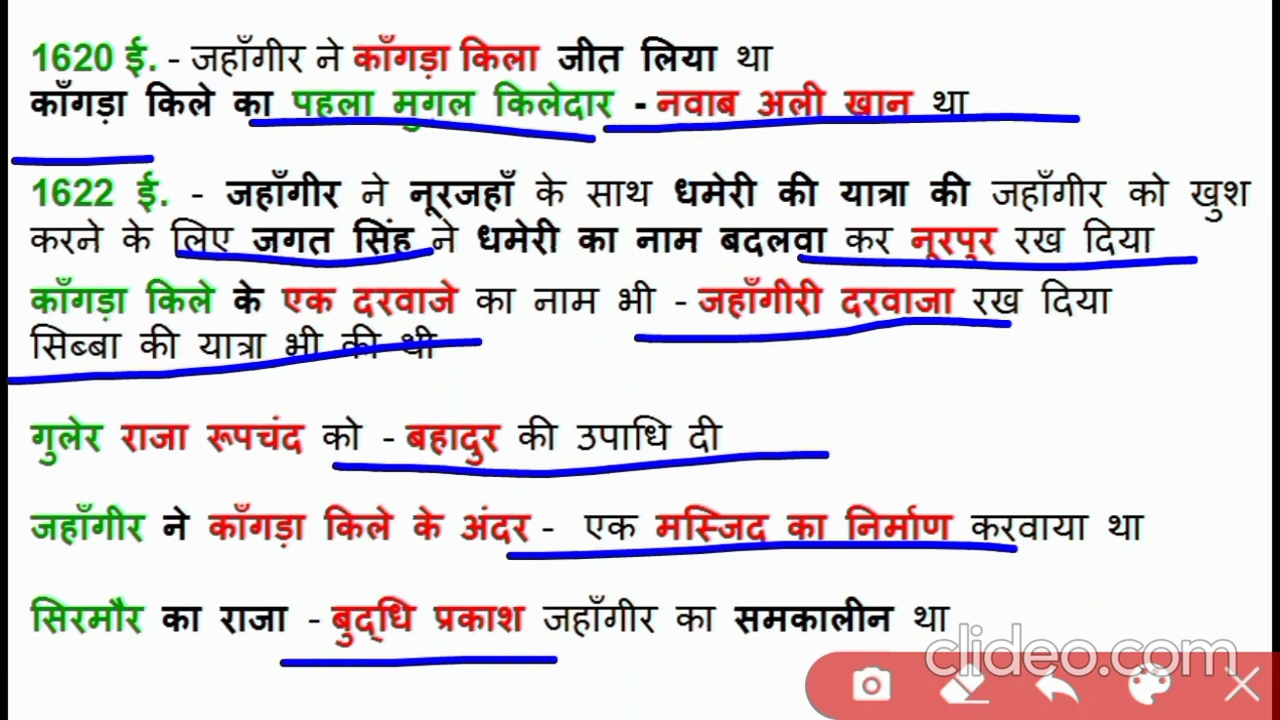 1620 ई. - जहाँगीर ने काँगड़ा किला जीत लिया था
काँगड़ा किले का पहला मुगल किलेदार - नवाब अली खान था
1622 ई. - जहाँगीर ने नूरजहाँ के साथ धमेरी की यात्रा की जहाँगीर को खुश
करने के लिए जगत सिंह ने धमेरी का नाम बदलवा कर नूरपुर रख दिया
काँगड़ा किले के एक दरवाजे का नाम भी - जहाँगीरी दरवाजा रख दिया
सिब्बा की यात्रा भी की थी
गुलेर राजा रूपचंद को - बहादुर की उपाधि दी
जहाँगीर ने काँगड़ा किले के अंदर - एक मस्जिद का निर्माण करवाया था
सिरमौर का राजा - बुद्धि प्रकाश जहाँगीर का समकालीन था
clideo.com